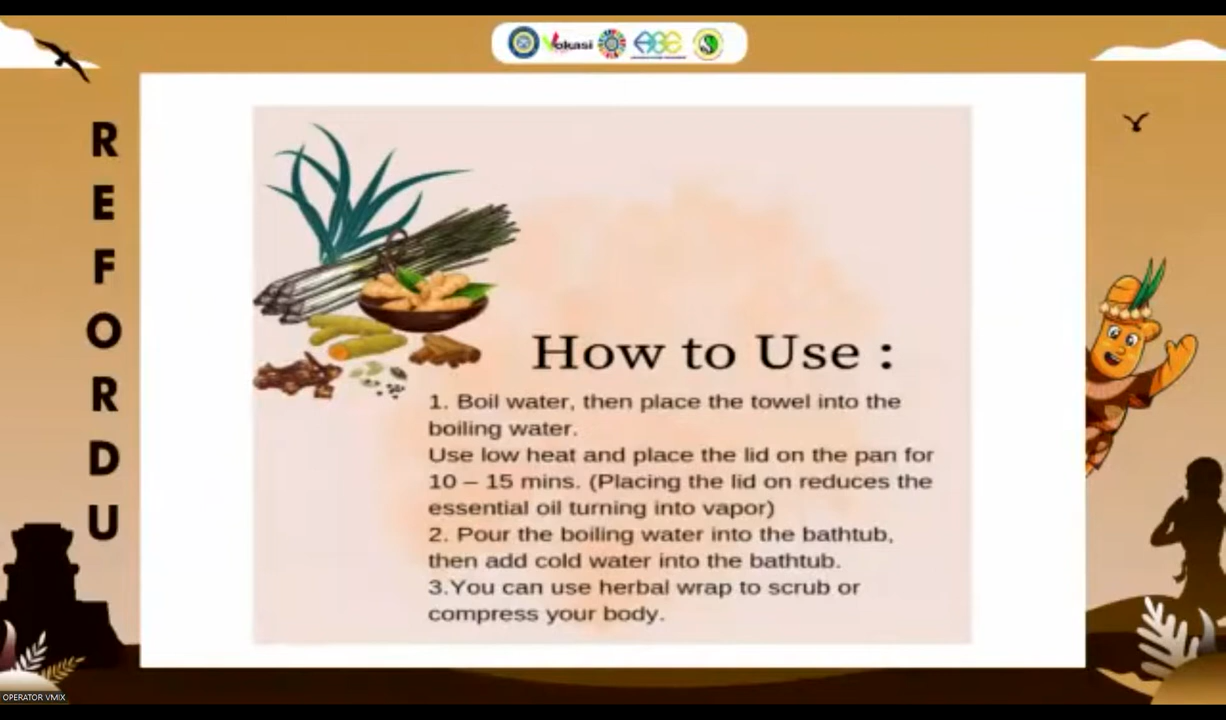 Vokasi
ABE
R
E
F
O
R
D
U
How to Use :
1. Boil water, then place the towel into the
boiling water.
Use low heat and place the lid on the pan for
10 – 15 mins. (Placing the lid on reduces the
essential oil turning into vapor)
2. Pour the boiling water into the bathtub,
then add cold water into the bathtub.
3.You can use herbal wrap to scrub or
compress your body.
OPERATOR VMIX